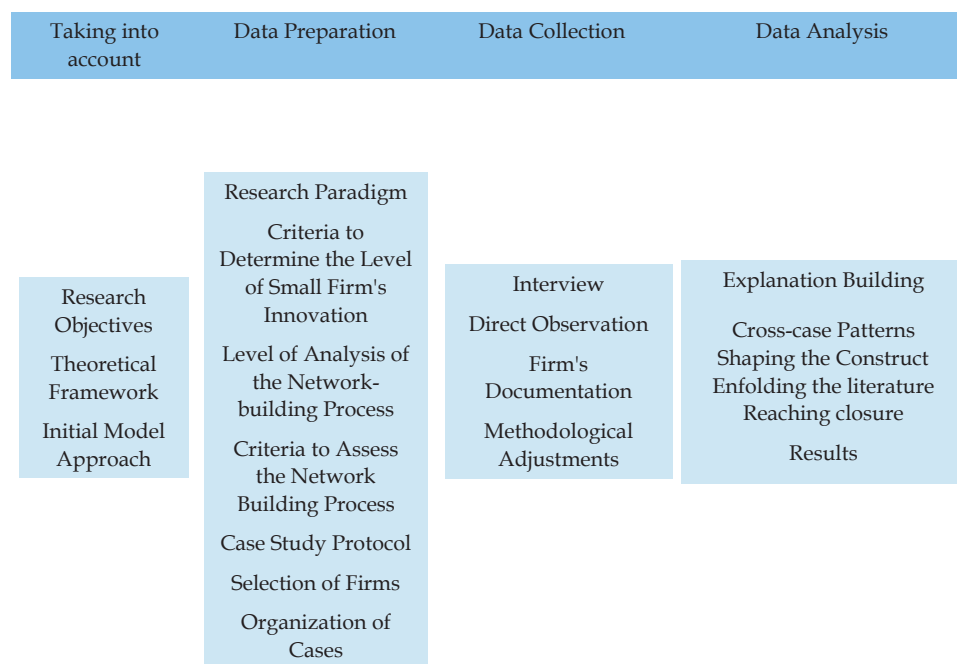 Taking into
account
Data Preparation
Data Collection
Data Analysis
Research
Objectives
Theoretical
Framework
Initial Model
Approach
Research Paradigm
Criteria to
Determine the Level
of Small Firm's
Innovation
Level of Analysis of
the Network-
building Process
Criteria to Assess
the Network
Building Process
Case Study Protocol
Selection of Firms
Organization of
Cases
Interview
Direct Observation
Firm's
Documentation
Methodological
Adjustments
Explanation Building
Cross-case Patterns
Shaping the Construct
Enfolding the literature
Reaching closure
Results